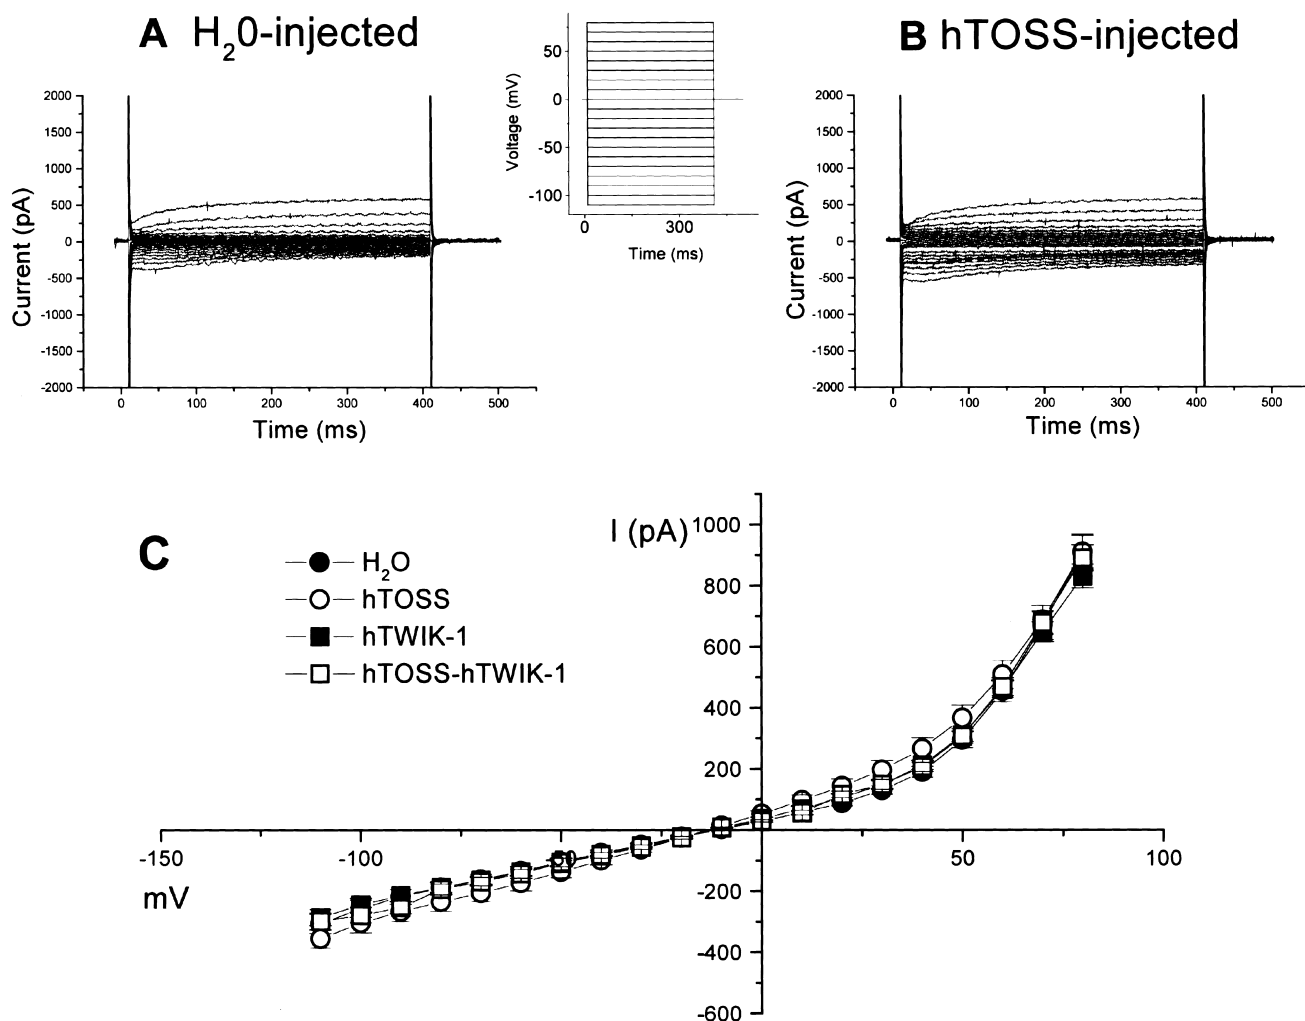 A H₂0-injected
2000
1500
1000
500
0
-500
-1000
-1500
-2000
Current (pA)
0 100 200 300 400 500
Time (ms)
50
0
-50
-100
Voltage (mV)
0 300
Time (ms)
B hTOSS-injected
2000
1500
1000
500
0
-500
-1000
-1500
-2000
Current (pA)
0 100 200 300 400 500
Time (ms)
C
H₂O
hTOSS
hTWIK-1
hTOSS-hTWIK-1
I (pA)
1000
800
600
400
200
-200
-400
-600
-150 -100 -50 50 100
mV